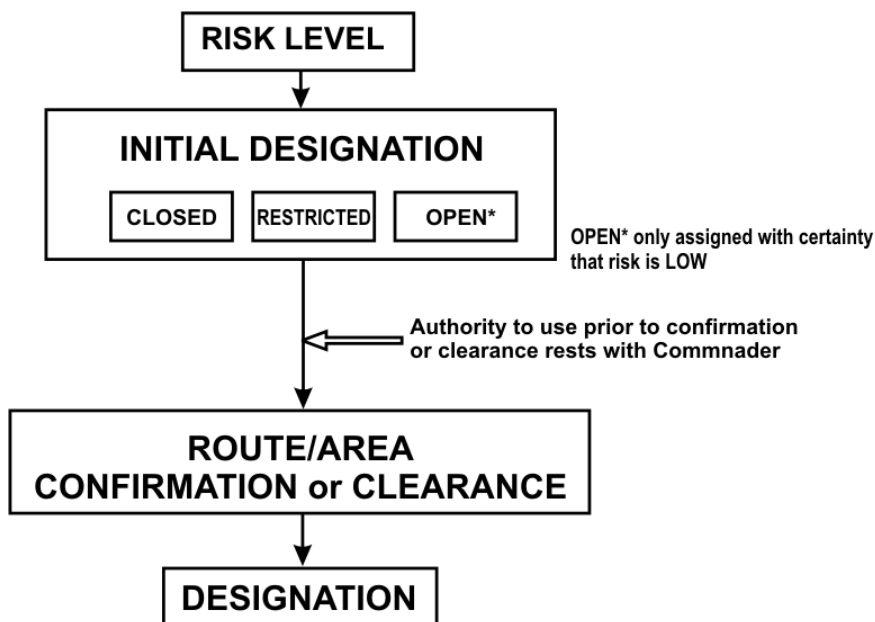 RISK LEVEL
INITIAL DESIGNATION
CLOSED
RESTRICTED
OPEN*
OPEN* only assigned with certainty
that risk is LOW
Authority to use prior to confirmation
or clearance rests with Commnader
ROUTE/AREA
CONFIRMATION or CLEARANCE
DESIGNATION